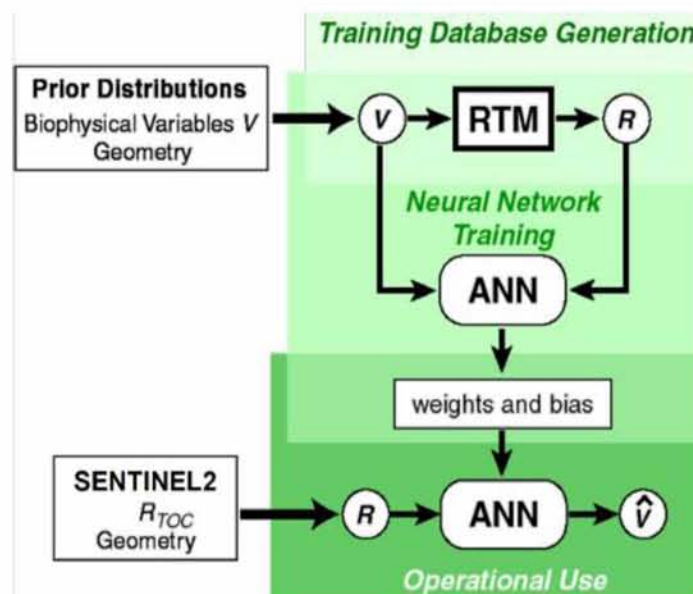 Training Database Generation
Prior Distributions
Biophysical Variables V
Geometry
V
RTM
R
Neural Network
Training
ANN
weights and bias
SENTINEL2
R_TOC
Geometry
R
ANN
V̂
Operational Use